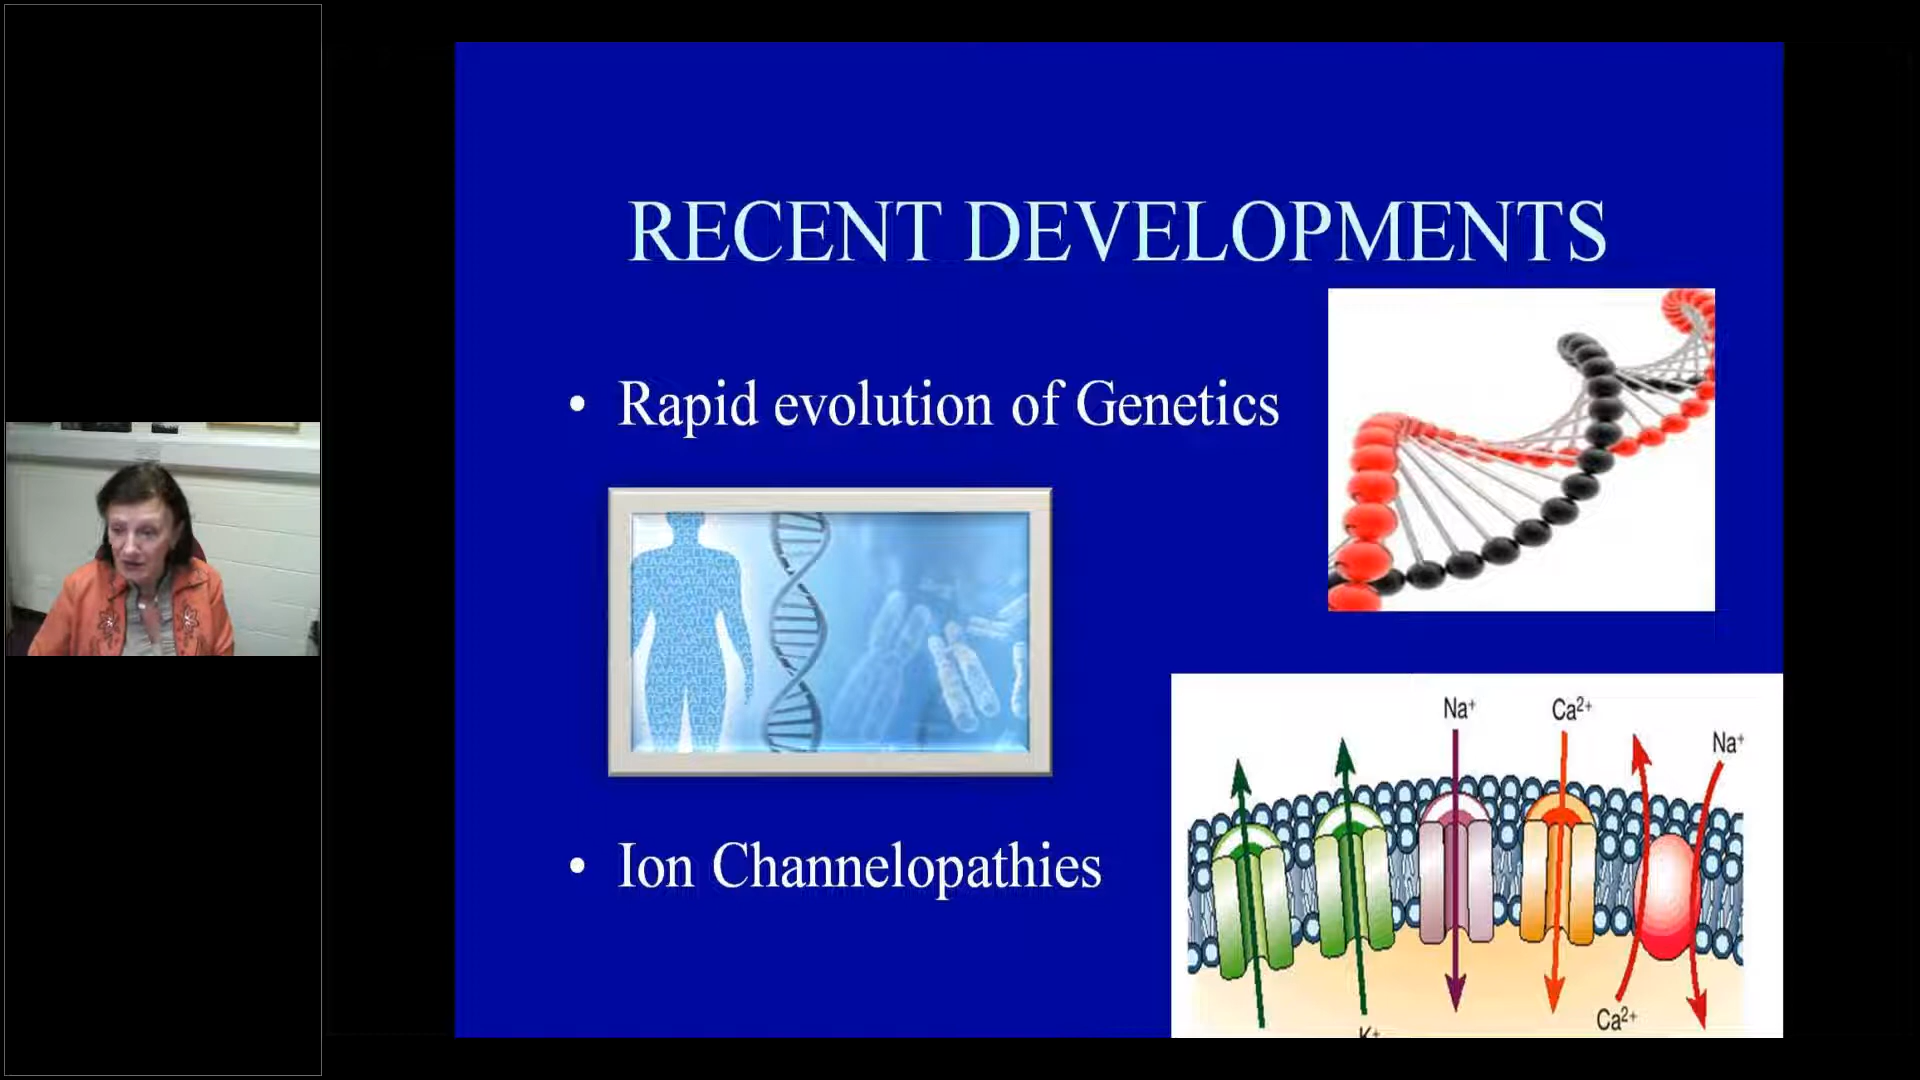 RECENT DEVELOPMENTS
• Rapid evolution of Genetics
• Ion Channelopathies
Na⁺
Ca²⁺
Na⁺
Ca²⁺
K⁺